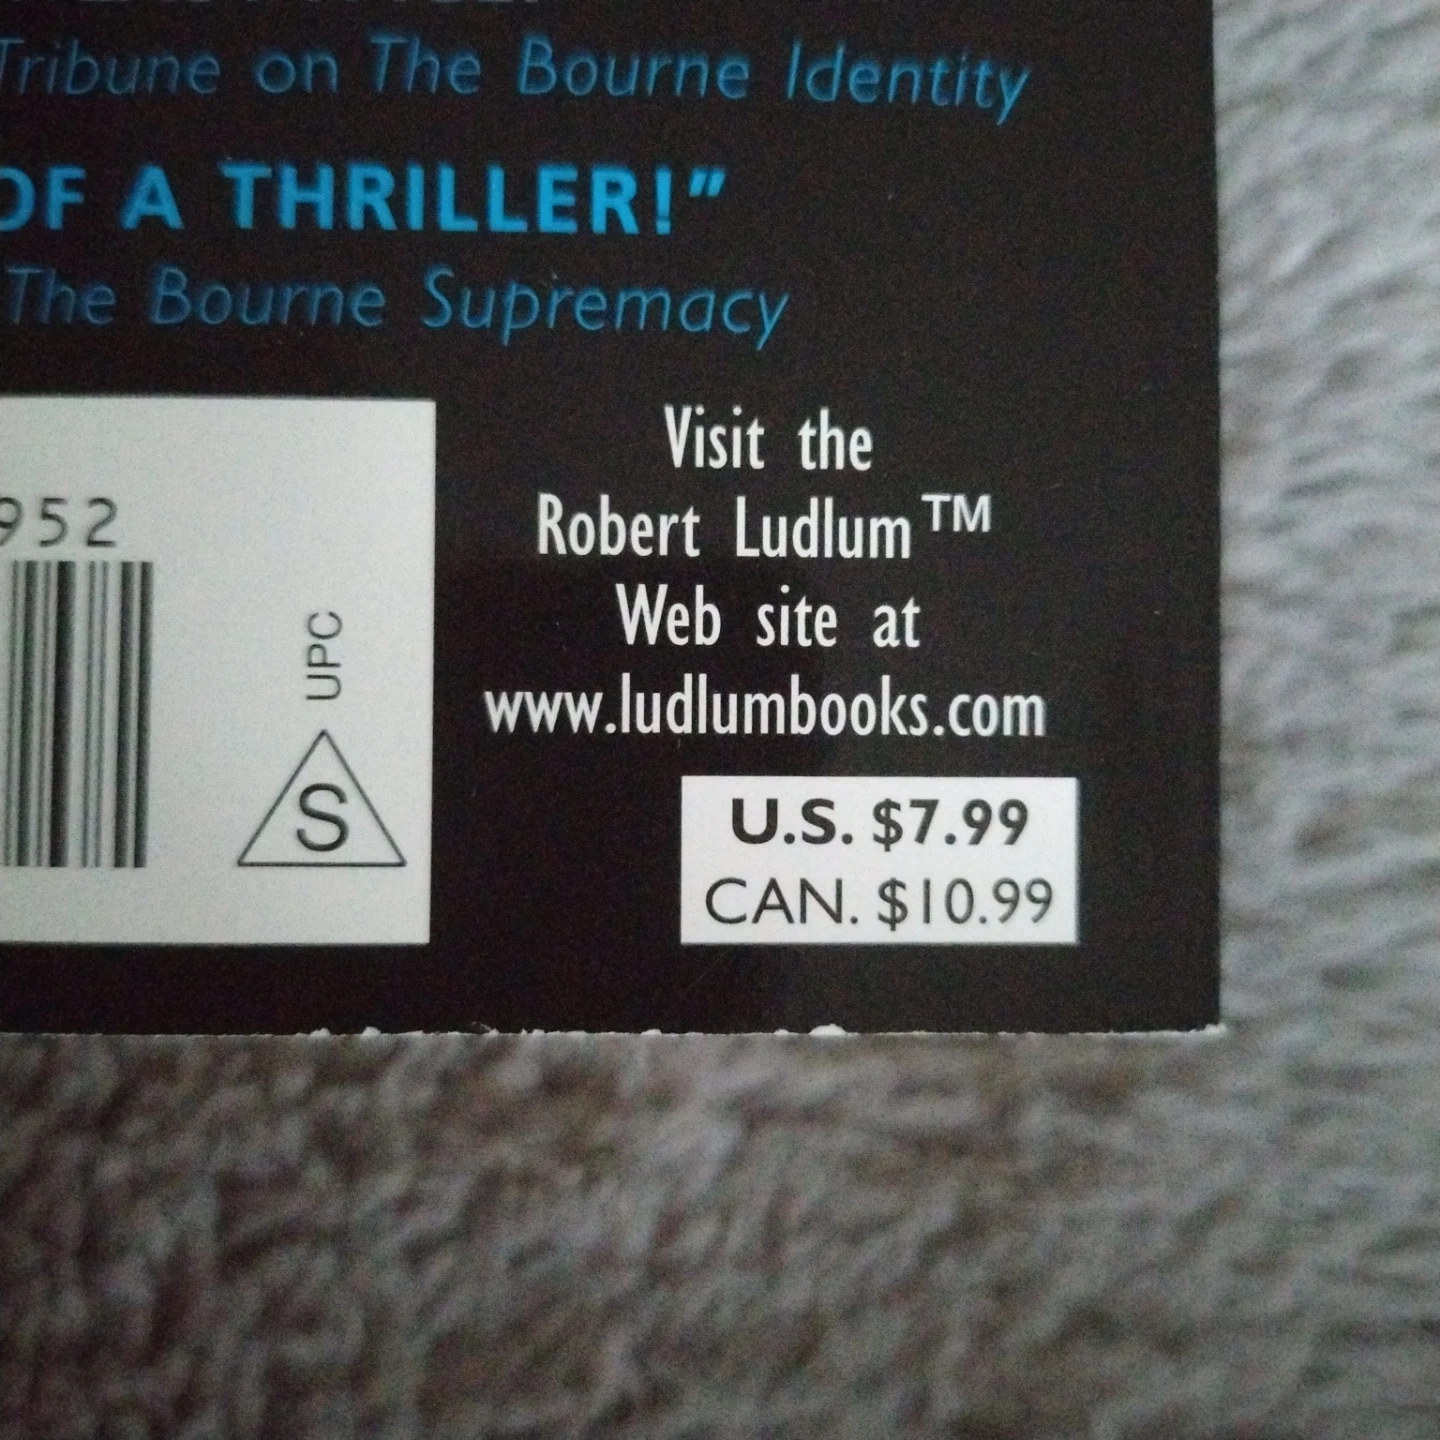 Tribune on The Bourne Identity
OF A THRILLER!”
The Bourne Supremacy
952
UPC
S
Visit the
Robert Ludlum™
Web site at
www.ludlumbooks.com
U.S. $7.99
CAN. $10.99